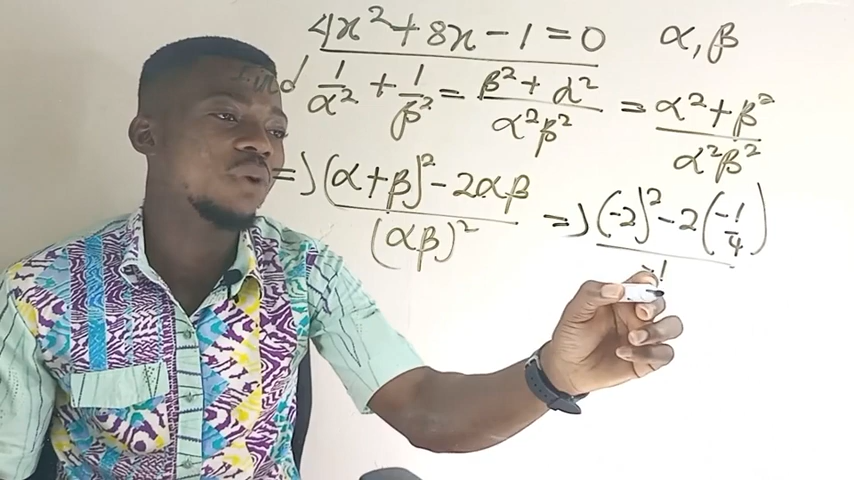 4x² + 8x - 1 = 0    α, β
Find 1/α² + 1/β² = (β² + α²)/(α²β²) = (α² + β²)/(α²β²)
=> ((α + β)² - 2αβ)/(αβ)² => ((-2)² - 2(-1/4))/-1